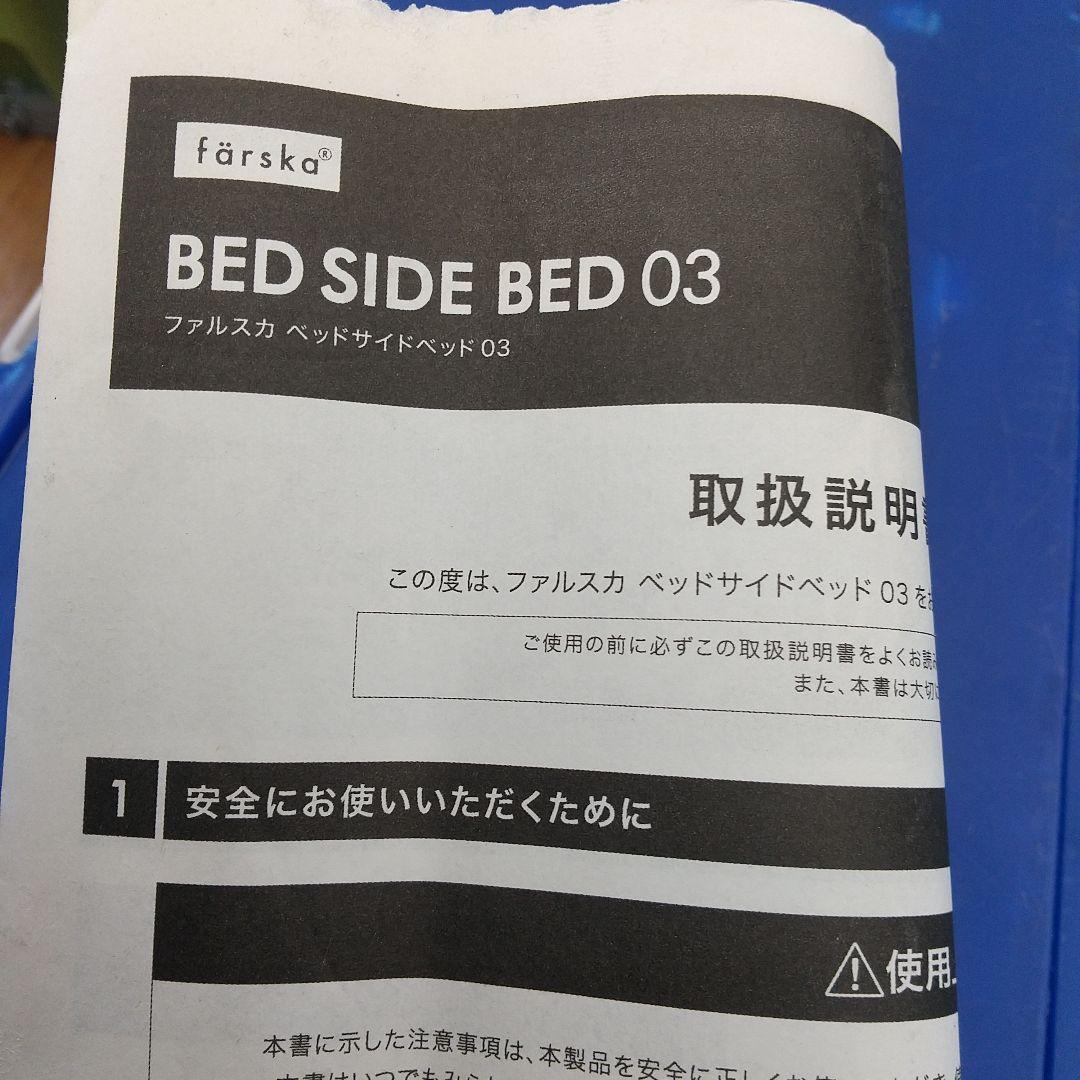 färska®
BED SIDE BED 03
ファルスカ ベッドサイドベッド 03
取扱説明
この度は、ファルスカ ベッドサイドベッド 03 を
ご使用の前に必ずこの取扱説明書をよくお読み
また、本書は大切に
1 安全にお使いいただくために
⚠使用
本書に示した注意事項は、本製品を安全に正しくお使